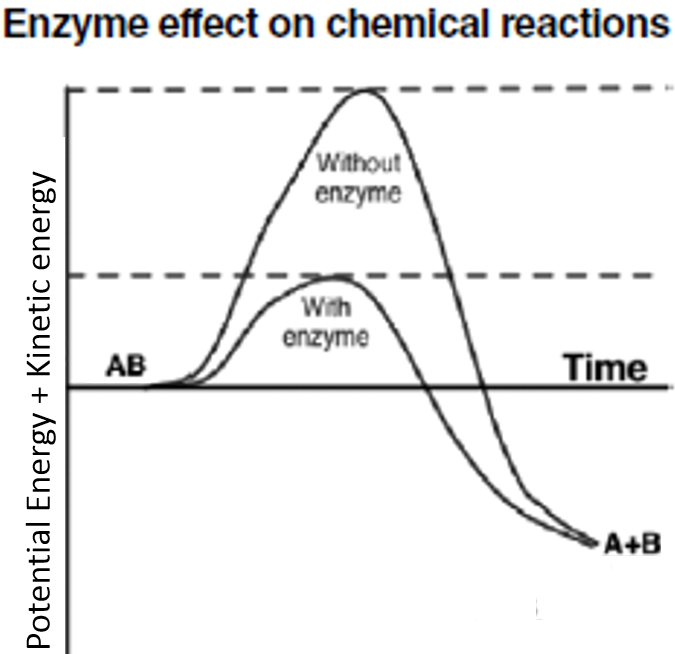 Enzyme effect on chemical reactions
Potential Energy + Kinetic energy
Without
enzyme
With
enzyme
AB
Time
A+B